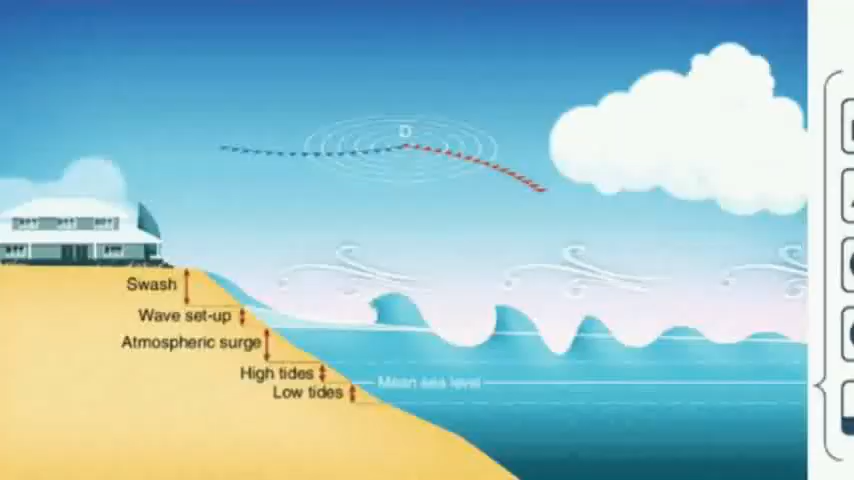 D
Swash
Wave set-up
Atmospheric surge
High tides
Mean sea level
Low tides